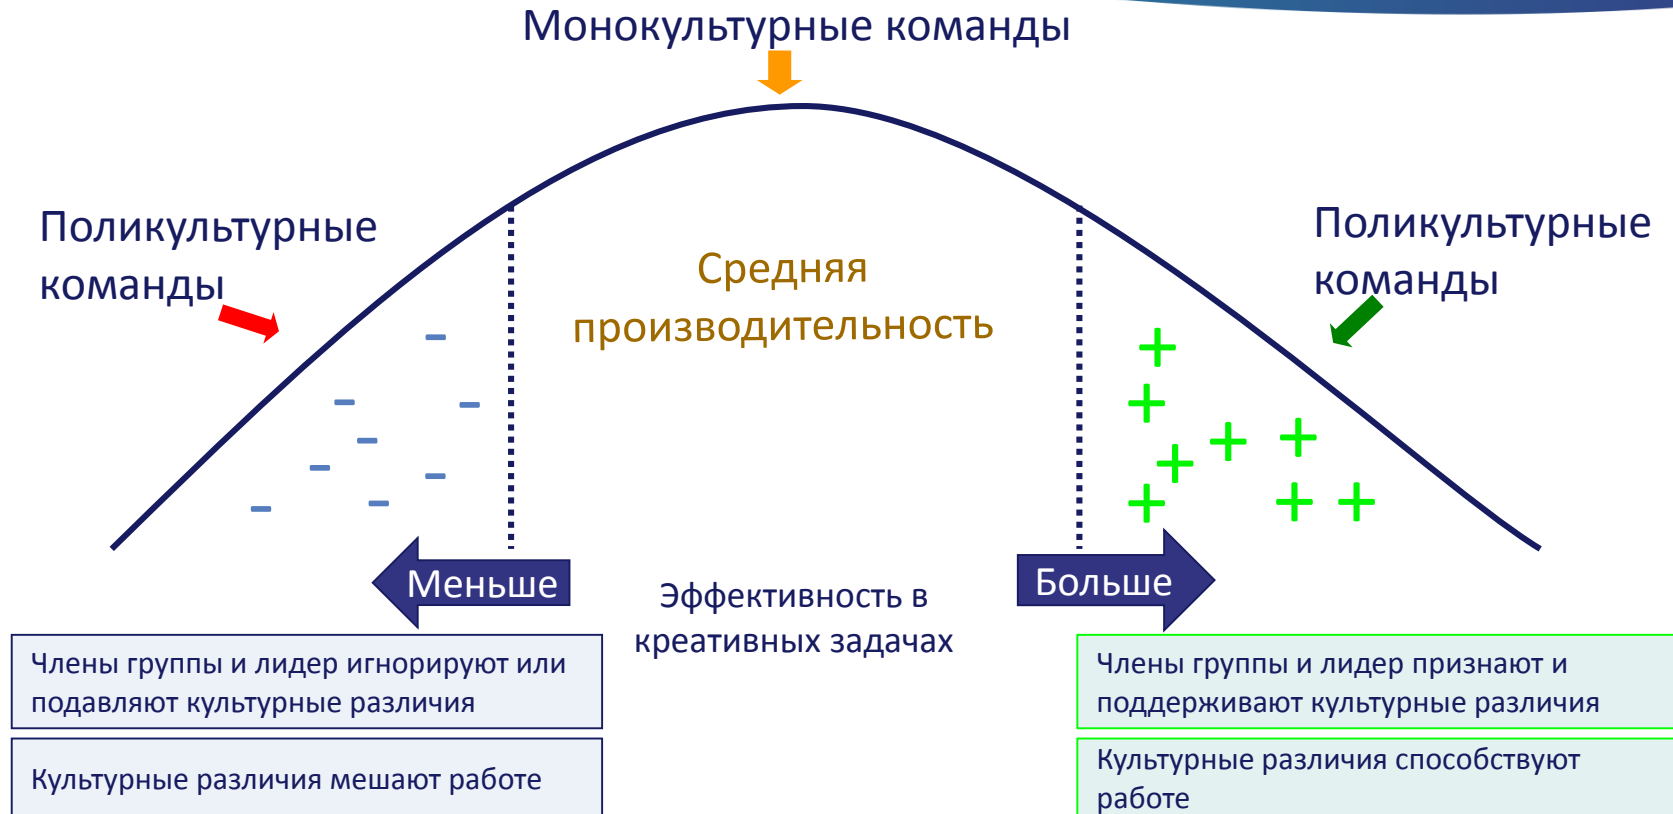 Монокультурные команды
Поликультурные
команды
Поликультурные
команды
Средняя
производительность
Меньше
Эффективность в
креативных задачах
Больше
Члены группы и лидер игнорируют или
подавляют культурные различия
Члены группы и лидер признают и
поддерживают культурные различия
Культурные различия мешают работе
Культурные различия способствуют
работе